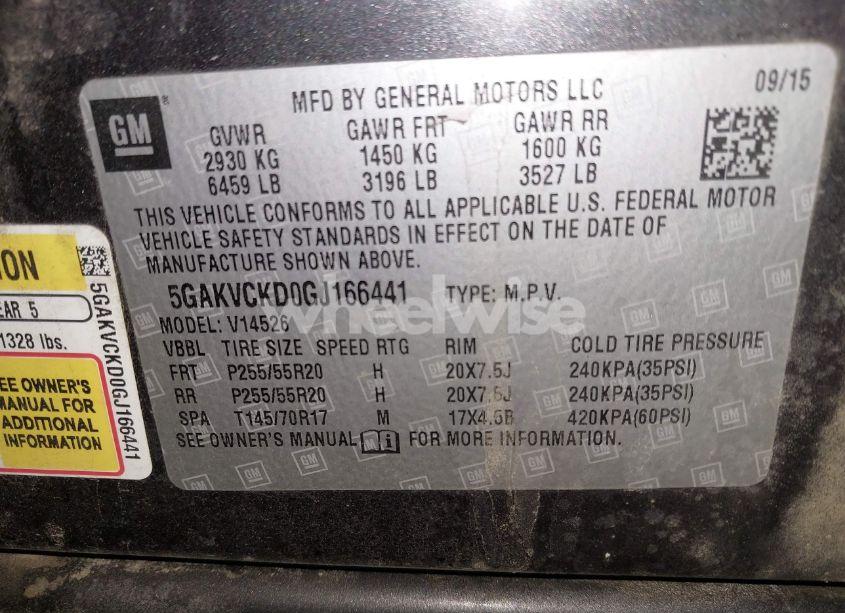 MFD BY GENERAL MOTORS LLC 09/15
GM
GVWR GAWR FRT GAWR RR
2930 KG 1450 KG 1600 KG
6459 LB 3196 LB 3527 LB
THIS VEHICLE CONFORMS TO ALL APPLICABLE U.S. FEDERAL MOTOR
VEHICLE SAFETY STANDARDS IN EFFECT ON THE DATE OF
MANUFACTURE SHOWN ABOVE.
5GAKVCKD0GJ166441 TYPE: M.P.V.
MODEL: V14526
wheelwise
VBBL TIRE SIZE SPEED RTG RIM COLD TIRE PRESSURE
FRT P255/55R20 H 20X7.5J 240KPA(35PSI)
RR P255/55R20 H 20X7.5J 240KPA(35PSI)
SPA T145/70R17 M 17X4.5B 420KPA(60PSI)
SEE OWNER'S MANUAL FOR MORE INFORMATION.
ION
EAR 5
1328 lbs.
EE OWNER'S
MANUAL FOR
ADDITIONAL
INFORMATION
5GAKVCKD0GJ166441